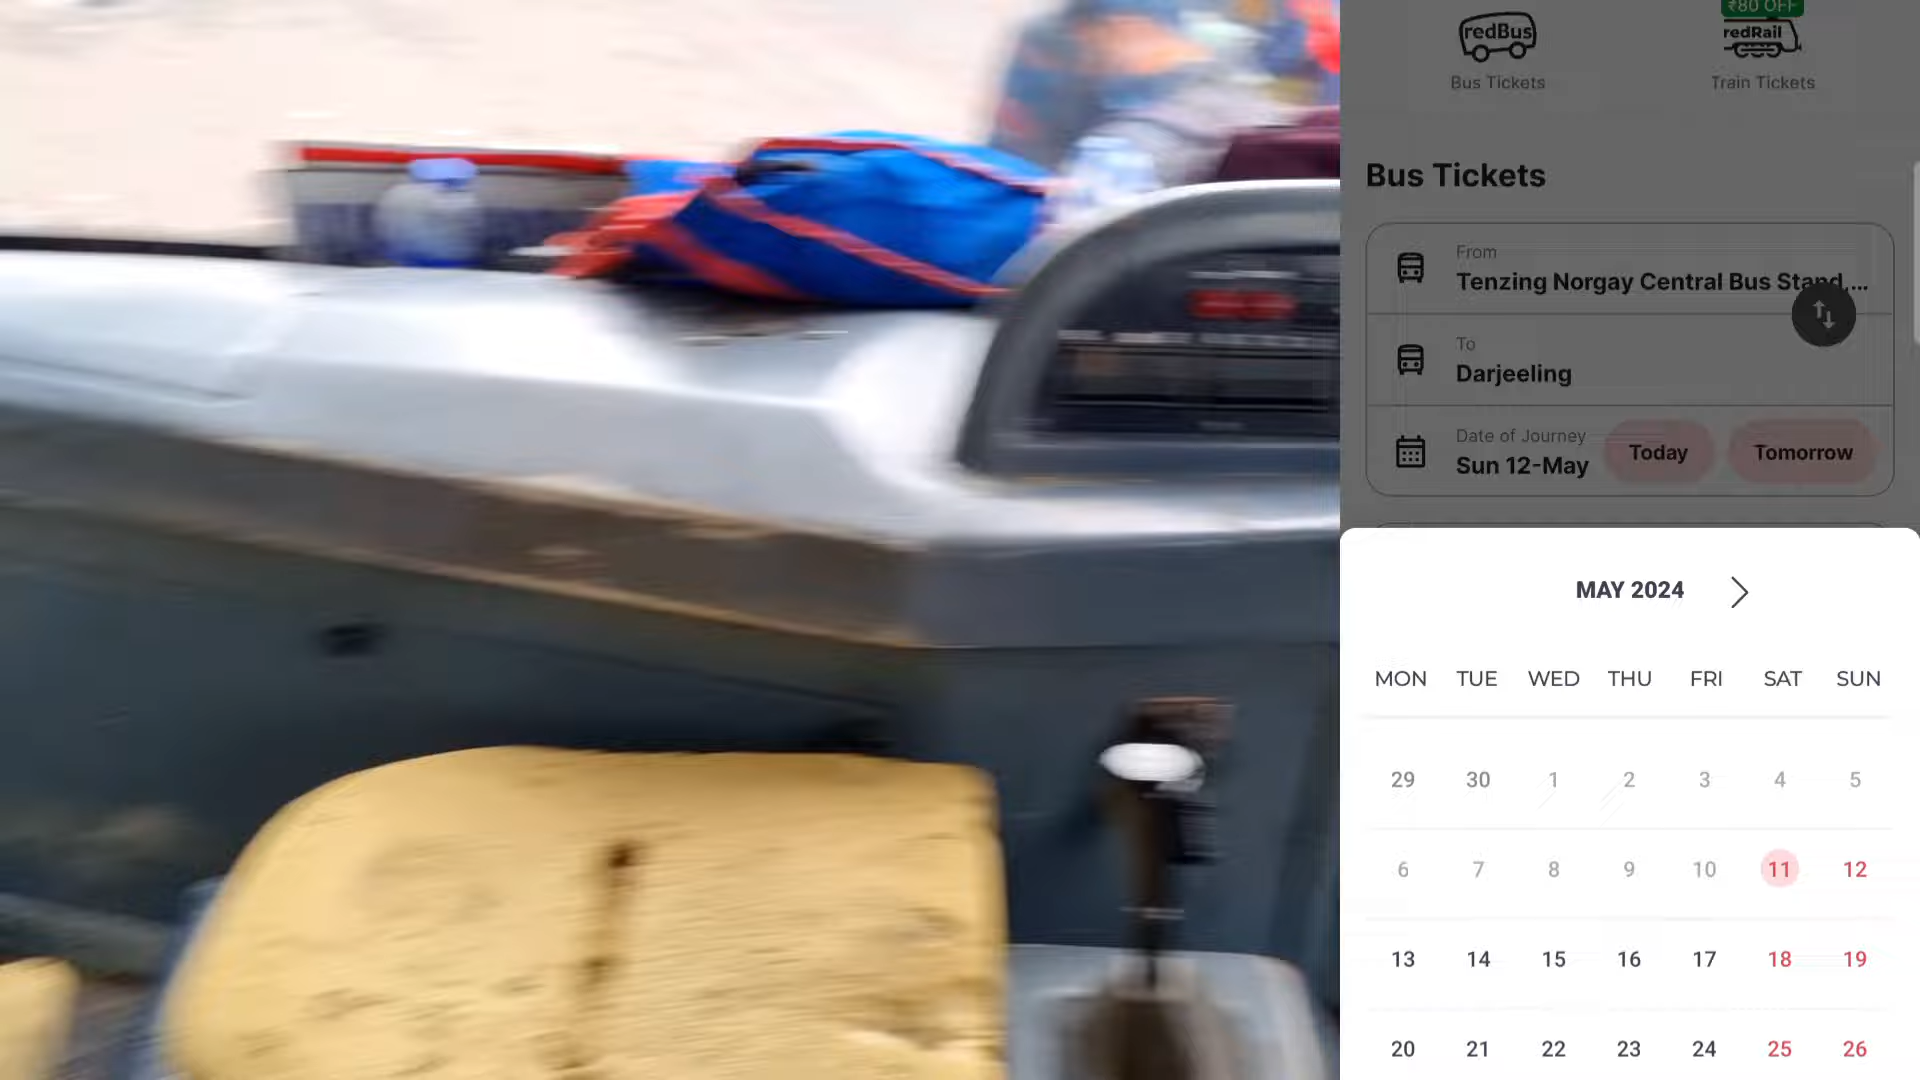 ₹80 OFF
redBus
redRail
Bus Tickets
Train Tickets
Bus Tickets
From
Tenzing Norgay Central Bus Stand,...
To
Darjeeling
Date of Journey
Sun 12-May
Today
Tomorrow
MAY 2024
MON TUE WED THU FRI SAT SUN
29 30 1 2 3 4 5
6 7 8 9 10 11 12
13 14 15 16 17 18 19
20 21 22 23 24 25 26